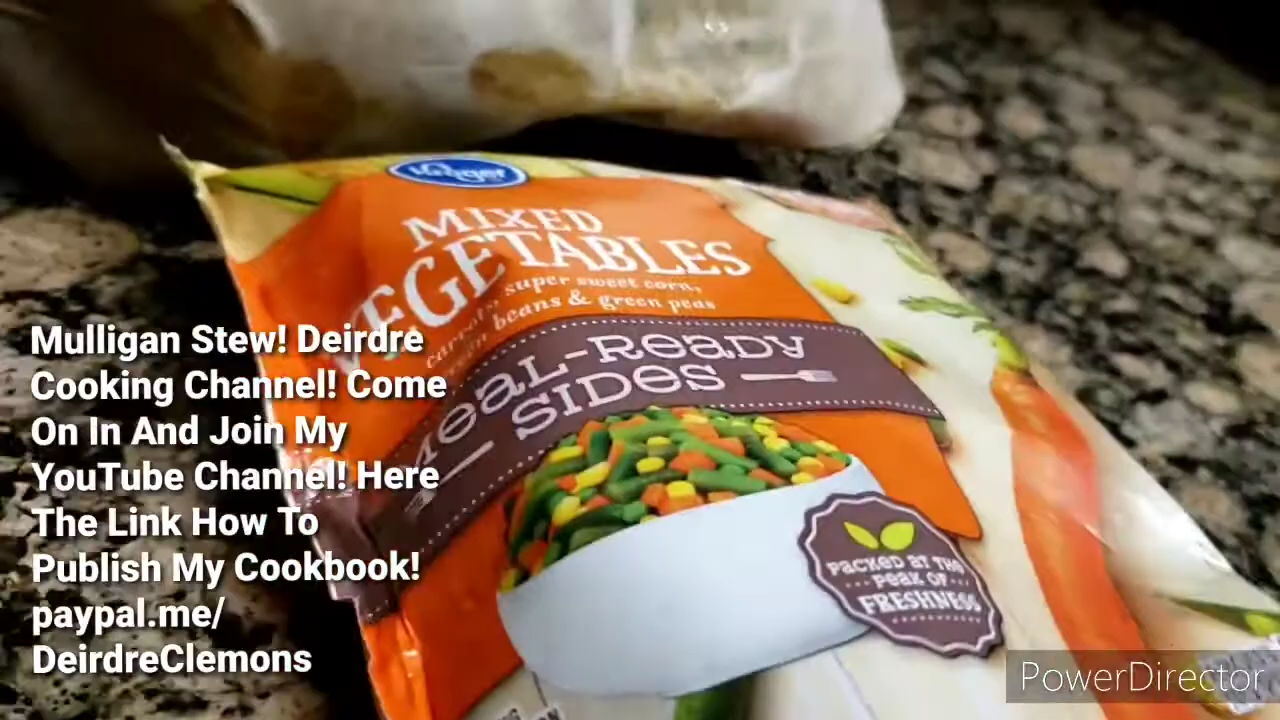 Kroger
MIXED
VEGETABLES
carrots, super sweet corn,
green beans & green peas
MEAL-READY
SIDES
PACKED AT THE
PEAK OF
FRESHNESS
Mulligan Stew! Deirdre
Cooking Channel! Come
On In And Join My
YouTube Channel! Here
The Link How To
Publish My Cookbook!
paypal.me/
DeirdreClemons
PowerDirector